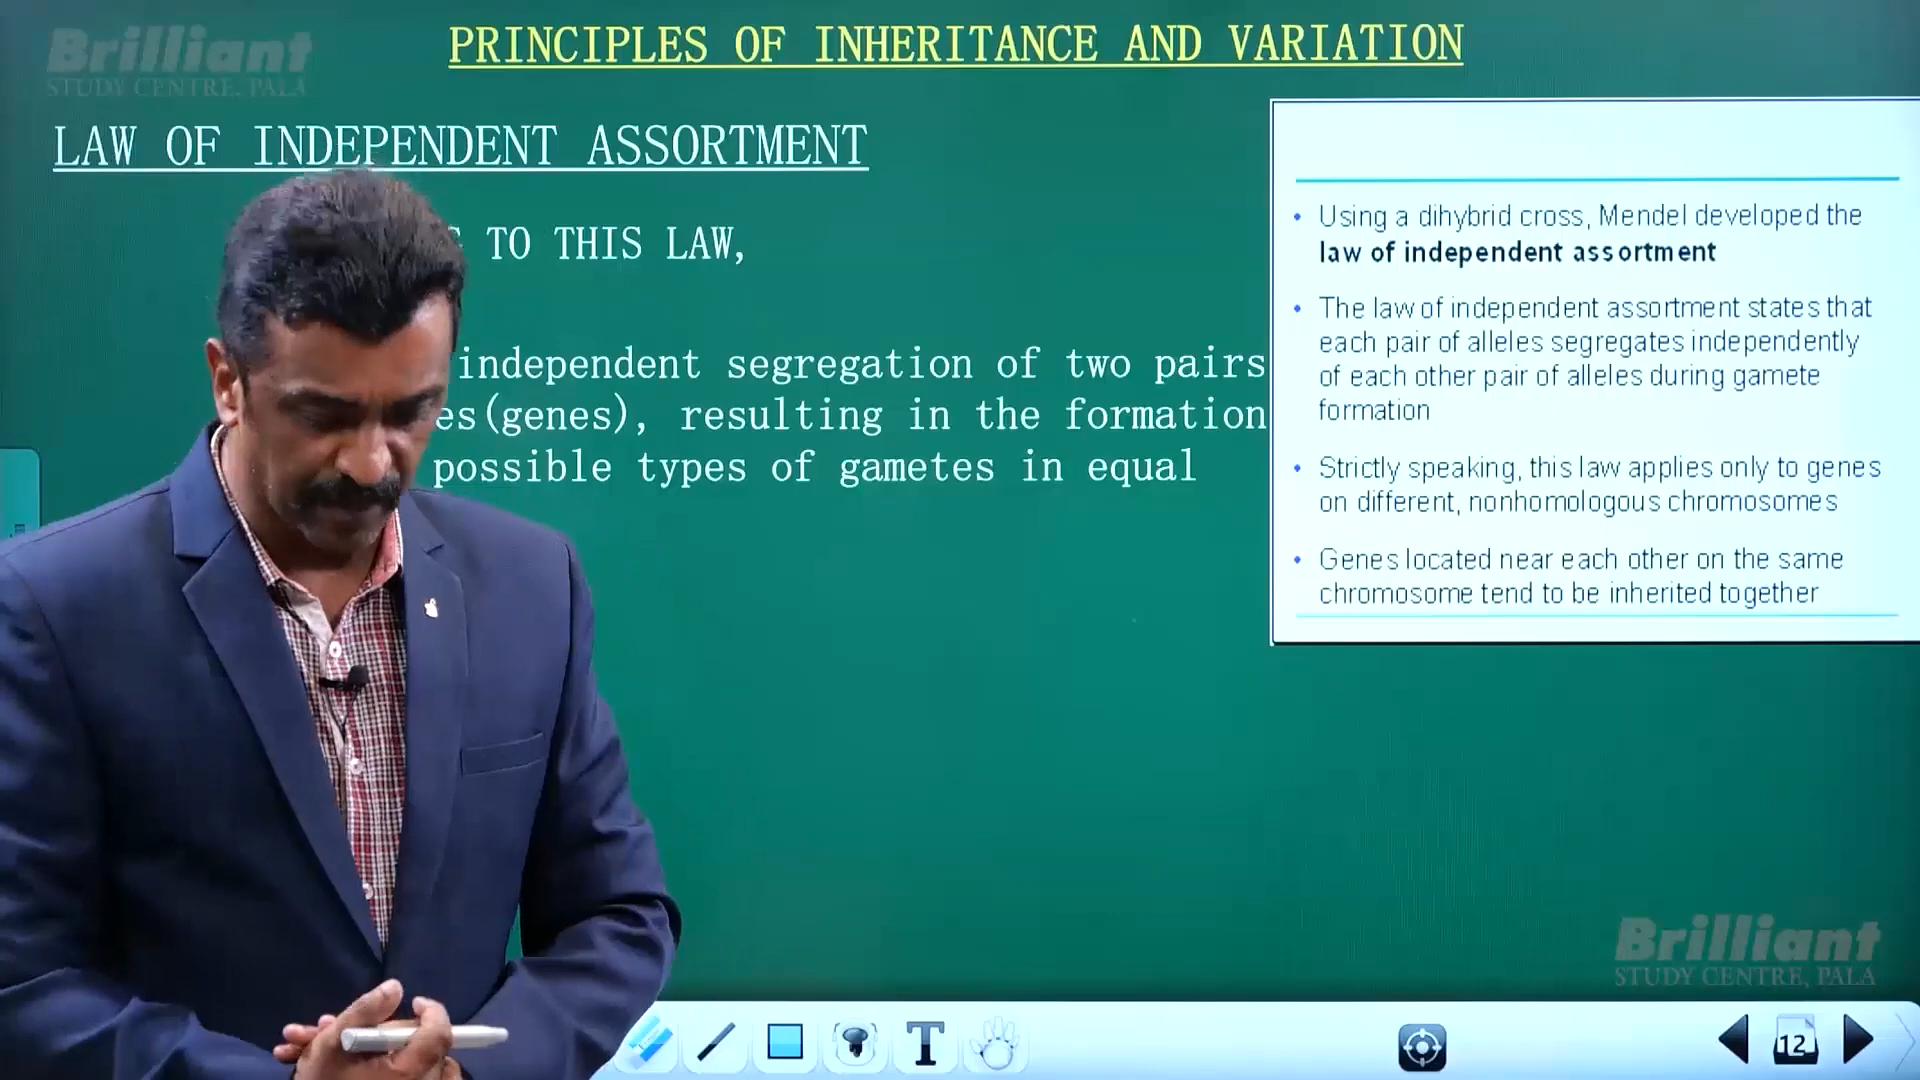 Brilliant
STUDY CENTRE, PALA
PRINCIPLES OF INHERITANCE AND VARIATION
LAW OF INDEPENDENT ASSORTMENT
TO THIS LAW,
independent segregation of two pairs
es(genes), resulting in the formation
possible types of gametes in equal
• Using a dihybrid cross, Mendel developed the
law of independent assortment
• The law of independent assortment states that
each pair of alleles segregates independently
of each other pair of alleles during gamete
formation
• Strictly speaking, this law applies only to genes
on different, nonhomologous chromosomes
• Genes located near each other on the same
chromosome tend to be inherited together
Brilliant
STUDY CENTRE, PALA
T
12